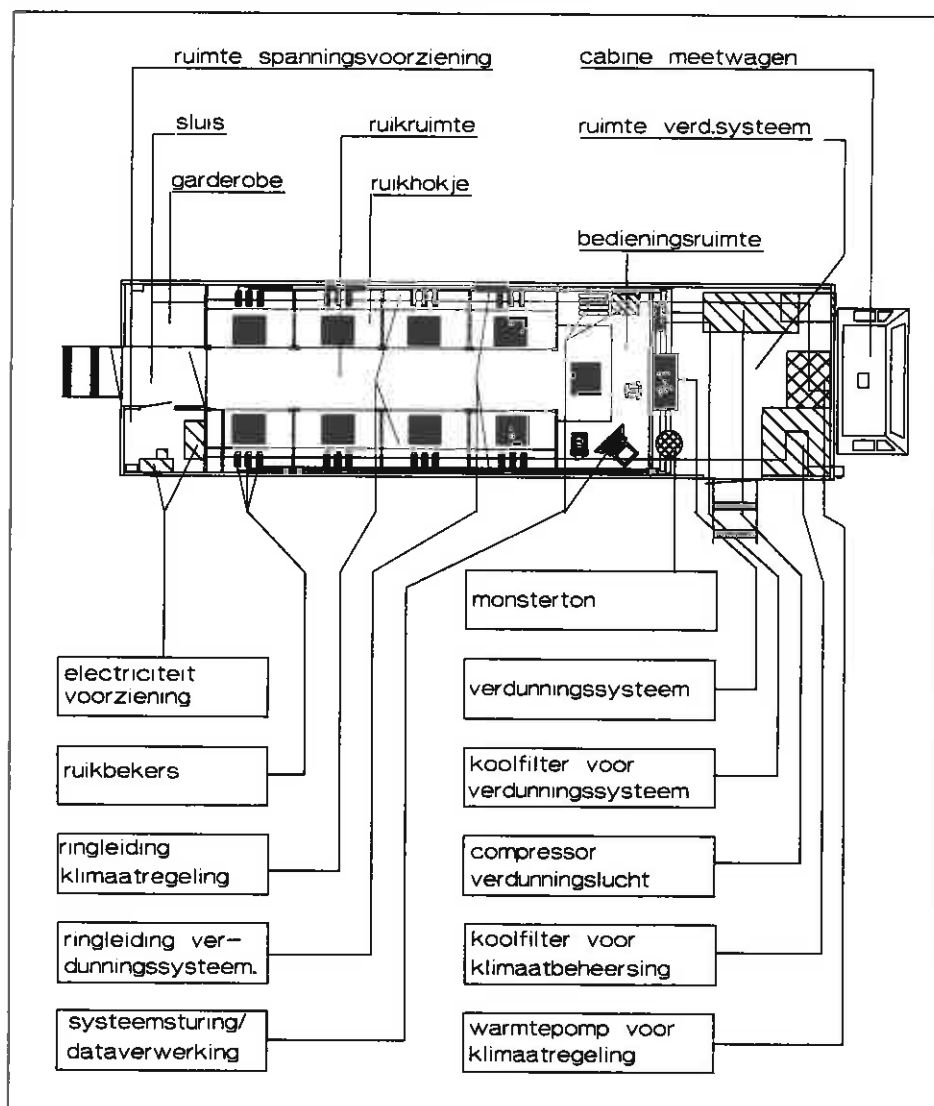 ruimte spanningsvoorziening
cabine meetwagen
sluis
ruikruimte
ruimte verd.systeem
garderobe
ruikhokje
bedieningsruimte
monsterton
electriciteit
voorziening
verdunningssysteem
ruikbekers
koolfilter voor
verdunningssysteem
ringleiding
klimaatregeling
compressor
verdunningslucht
ringleiding ver-
dunningssysteem.
koolfilter voor
klimaatbeheersing
systeemsturing/
dataverwerking
warmtepomp voor
klimaatregeling